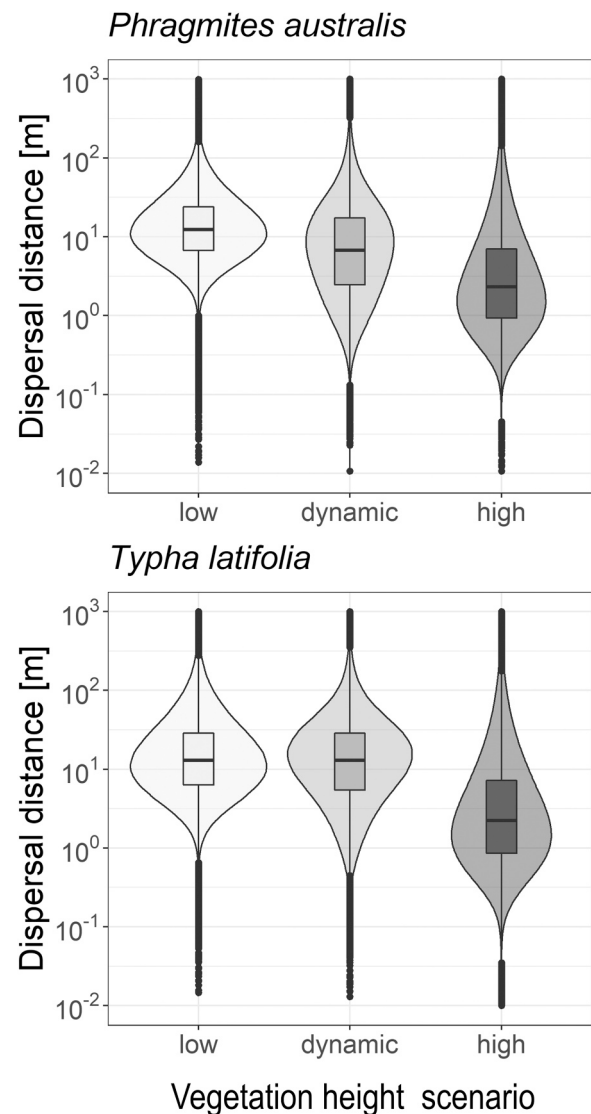 Phragmites australis
Dispersal distance [m]
10³
10²
10¹
10⁰
10⁻¹
10⁻²
low dynamic high
Typha latifolia
Dispersal distance [m]
10³
10²
10¹
10⁰
10⁻¹
10⁻²
low dynamic high
Vegetation height scenario